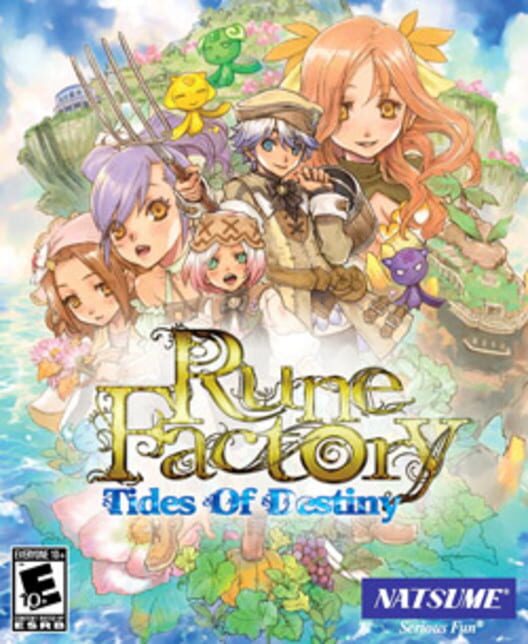 Rune
Factory
Tides Of Destiny
EVERYONE 10+
E
10+
ESRB
NATSUME®
Serious Fun®